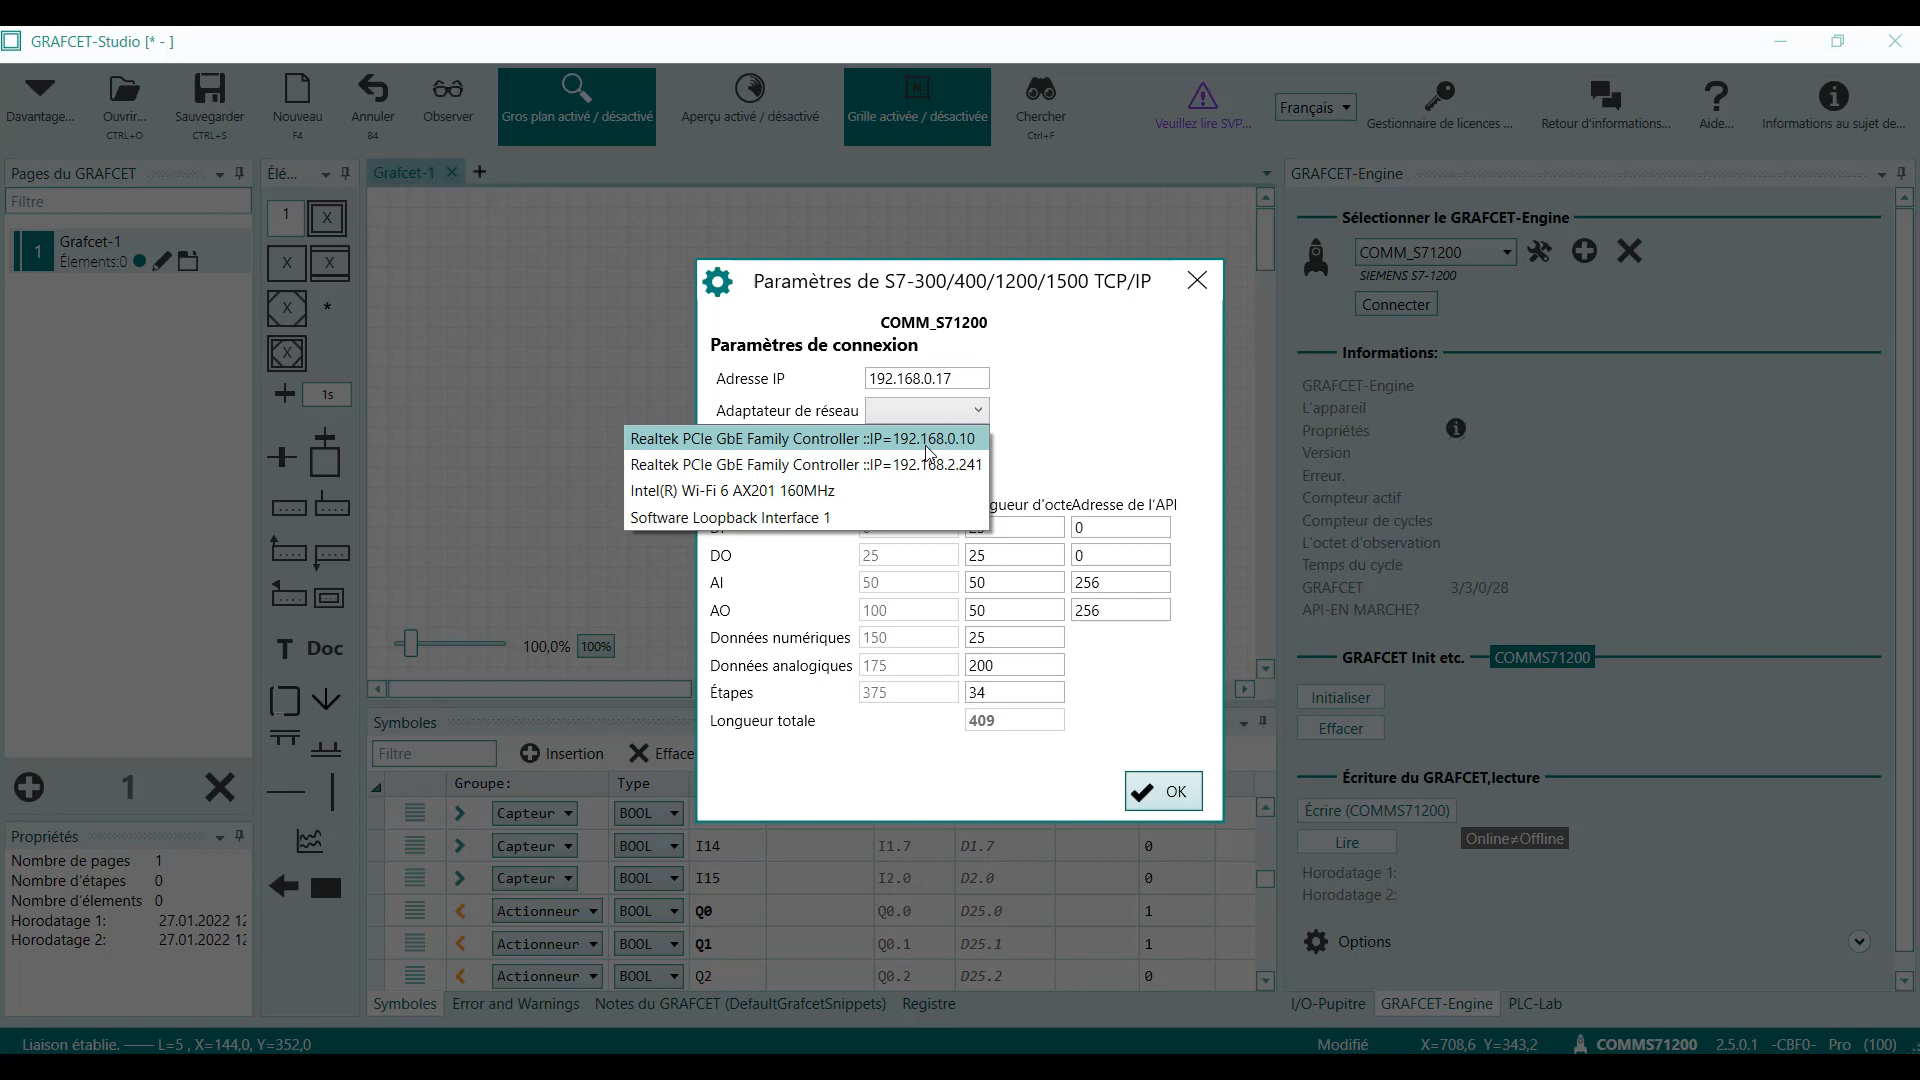 GRAFCET-Studio [* - ]
Davantage...
Ouvrir...
CTRL+O
Sauvegarder
CTRL+S
Nouveau
F4
Annuler
84
Observer
Gros plan activé / désactivé
Aperçu activé / désactivé
Grille activée / désactivée
Chercher
Ctrl+F
Veuillez lire SVP...
Français
Gestionnaire de licences ...
Retour d'informations...
Aide...
Informations au sujet de...
Pages du GRAFCET
Filtre
1
Grafcet-1
Élements:0
1
Propriétés
Nombre de pages 1
Nombre d'étapes 0
Nombre d'élements 0
Horodatage 1: 27.01.2022 12
Horodatage 2: 27.01.2022 12
Élé...
1 X
X X
X *
X
1s
T Doc
Grafcet-1
100,0% 100%
Symboles
Filtre
Insertion
Efface
Groupe: Type
Capteur BOOL
Capteur BOOL I14 I1.7 D1.7 0
Capteur BOOL I15 I2.0 D2.0 0
Actionneur BOOL Q0 Q0.0 D25.0 1
Actionneur BOOL Q1 Q0.1 D25.1 1
Actionneur BOOL Q2 Q0.2 D25.2 0
Symboles Error and Warnings Notes du GRAFCET (DefaultGrafcetSnippets) Registre
Paramètres de S7-300/400/1200/1500 TCP/IP
COMM_S71200
Paramètres de connexion
Adresse IP 192.168.0.17
Adaptateur de réseau
Realtek PCIe GbE Family Controller ::IP=192.168.0.10
Realtek PCIe GbE Family Controller ::IP=192.168.2.241
Intel(R) Wi-Fi 6 AX201 160MHz
Software Loopback Interface 1
gueur d'octe Adresse de l'API
0
DO 25 25 0
AI 50 50 256
AO 100 50 256
Données numériques 150 25
Données analogiques 175 200
Étapes 375 34
Longueur totale 409
OK
GRAFCET-Engine
Sélectionner le GRAFCET-Engine
COMM_S71200
SIEMENS S7-1200
Connecter
Informations:
GRAFCET-Engine
L'appareil
Propriétés
Version
Erreur.
Compteur actif
Compteur de cycles
L'octet d'observation
Temps du cycle
GRAFCET 3/3/0/28
API-EN MARCHE?
GRAFCET Init etc. COMMS71200
Initialiser
Effacer
Écriture du GRAFCET,lecture
Écrire (COMMS71200)
Lire
Online≠Offline
Horodatage 1:
Horodatage 2:
Options
I/O-Pupitre GRAFCET-Engine PLC-Lab
Liaison établie. L=5 , X=144,0, Y=352,0
Modifié X=708,6 Y=343,2 COMMS71200 2.5.0.1 -CBF0- Pro (100)